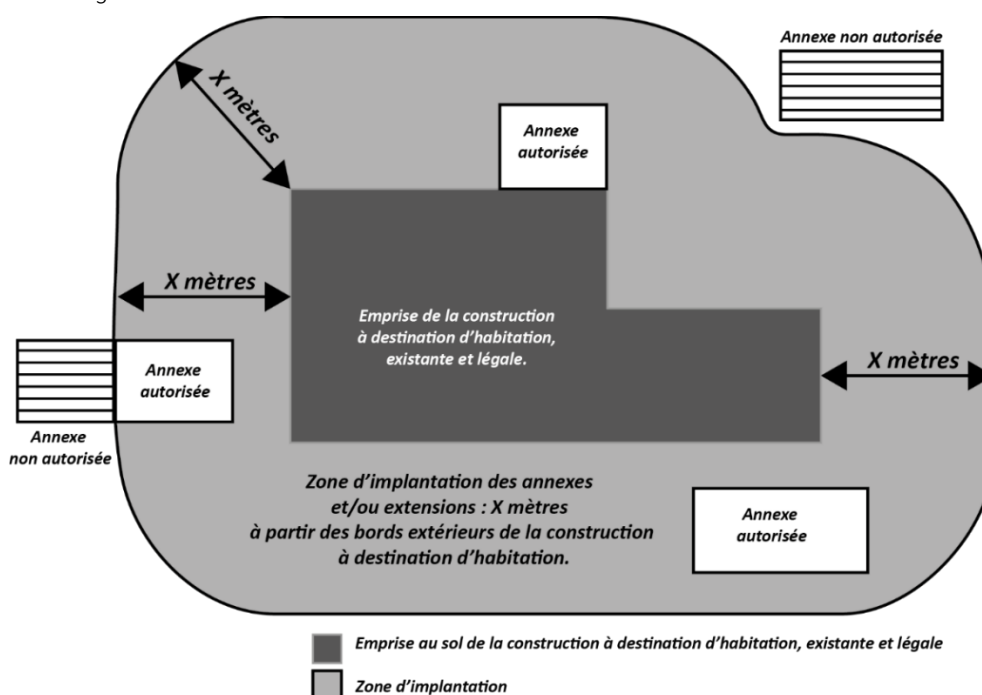 Annexe non autorisée
X mètres
Annexe
autorisée
X mètres
Emprise de la construction
à destination d'habitation,
existante et légale.
X mètres
Annexe
autorisée
Annexe
non autorisée
Zone d'implantation des annexes
et/ou extensions : X mètres
à partir des bords extérieurs de la construction
à destination d'habitation.
Annexe
autorisée
Emprise au sol de la construction à destination d'habitation, existante et légale
Zone d'implantation